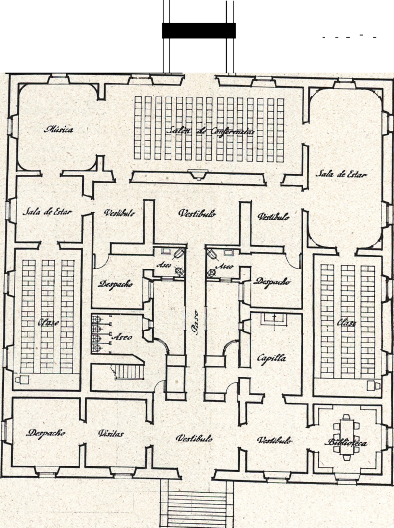 Música
Salón de Conferencias
Sala de Estar
Sala de Estar
Vestíbulo
Vestíbulo
Vestíbulo
Aseo
Aseo
Despacho
Despacho
Clase
Aseo
Paso
Clase
Capilla
Despacho
Visitas
Vestíbulo
Vestíbulo
Biblioteca